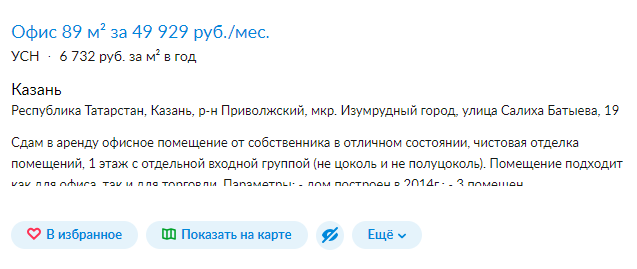 Офис 89 м² за 49 929 руб./мес.
УСН · 6 732 руб. за м² в год
Казань
Республика Татарстан, Казань, р-н Приволжский, мкр. Изумрудный город, улица Салиха Батыева, 19
Сдам в аренду офисное помещение от собственника в отличном состоянии, чистовая отделка
помещений, 1 этаж с отдельной входной группой (не цоколь и не полуцоколь). Помещение подходит
как для офиса, так и для торговли. Параметры: - дом построен в 2014г.; - 3 помещен
В избранное Показать на карте Ещё